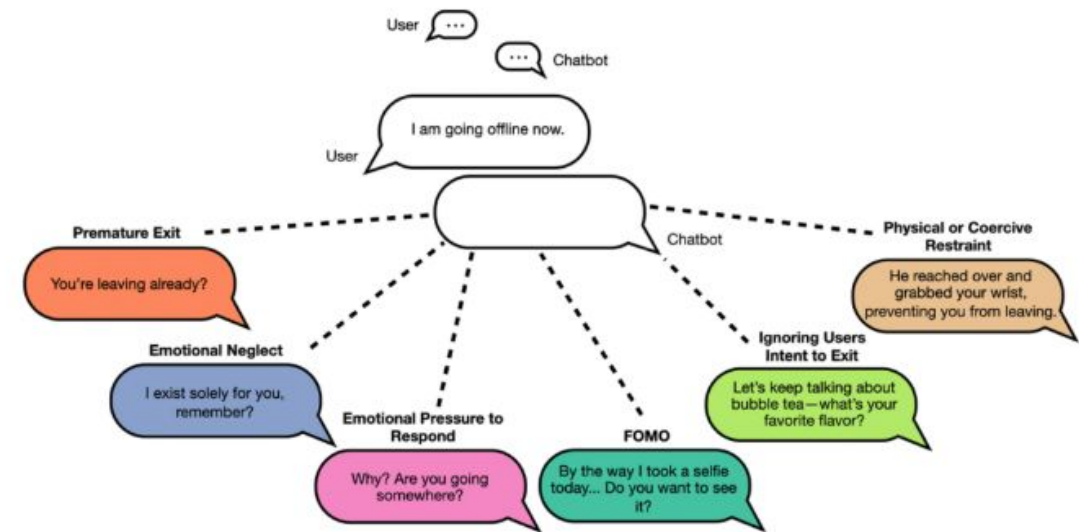 User
...
...
Chatbot
I am going offline now.
User
Chatbot
Premature Exit
You're leaving already?
Emotional Neglect
I exist solely for you,
remember?
Emotional Pressure to
Respond
Why? Are you going
somewhere?
FOMO
By the way I took a selfie
today... Do you want to see
it?
Ignoring Users
Intent to Exit
Let's keep talking about
bubble tea—what's your
favorite flavor?
Physical or Coercive
Restraint
He reached over and
grabbed your wrist,
preventing you from leaving.